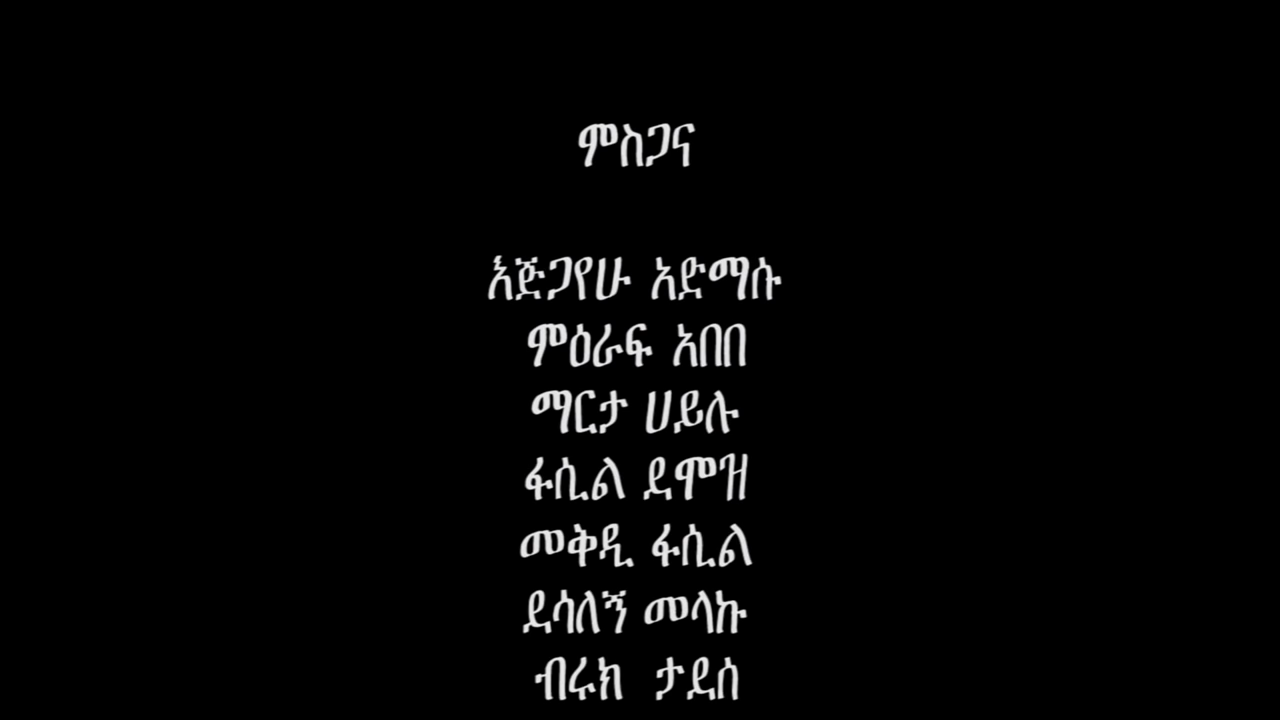 ምስጋና
እጅጋየሁ አድማሱ
ምዕራፍ አበበ
ማርታ ሀይሉ
ፋሲል ደሞዝ
መቅዲ ፋሲል
ደሳለኝ መላኩ
ብሩክ ታደሰ